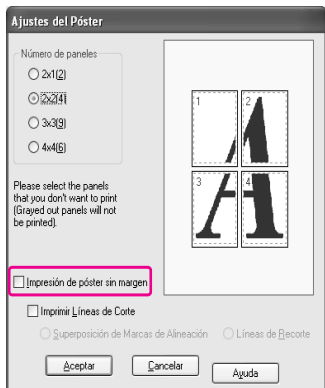 Ajustes del Póster
Número de paneles
2x1(2)
2x2(4)
3x3(9)
4x4(6)
Please select the panels
that you don't want to print
(Grayed out panels will not
be printed).
1
2
3
4
Impresión de póster sin margen
Imprimir Líneas de Corte
Superposición de Marcas de Alineación
Líneas de Recorte
Aceptar
Cancelar
Ayuda